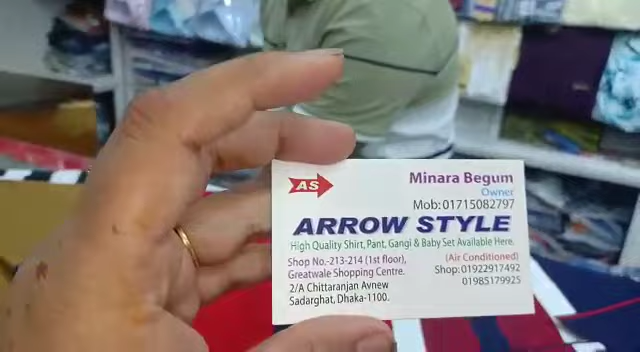 AS
Minara Begum
Owner
Mob:01715082797
ARROW STYLE
High Quality Shirt, Pant, Gangi & Baby Set Available Here.
Shop No.-213-214 (1st floor),
Greatwale Shopping Centre.
2/A Chittaranjan Avnew
Sadarghat, Dhaka-1100.
(Air Conditioned)
Shop:01922917492
01985179925